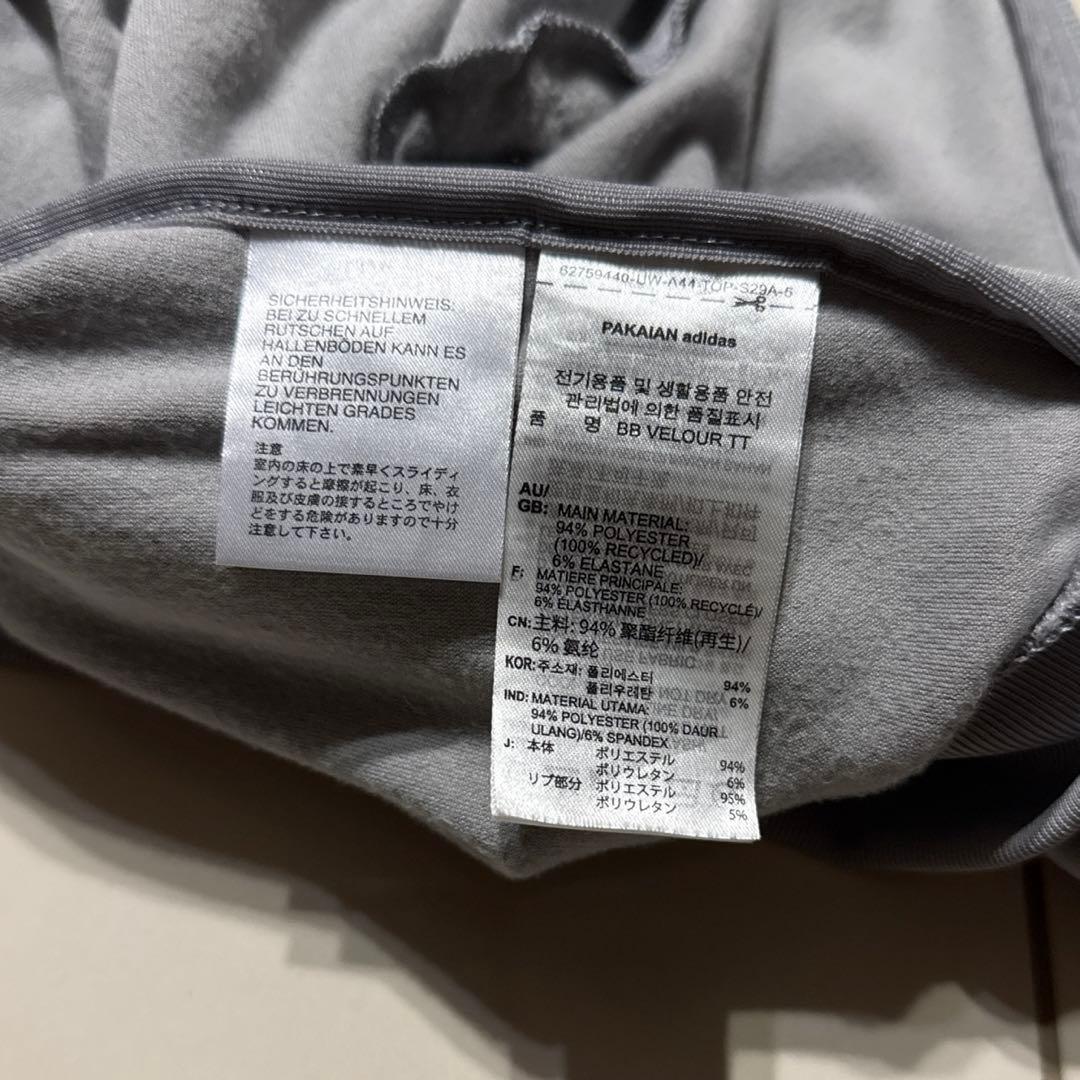 SICHERHEITSHINWEIS:
BEI ZU SCHNELLEM
RUTSCHEN AUF
HALLENBÖDEN KANN ES
AN DEN
BERÜHRUNGSPUNKTEN
ZU VERBRENNUNGEN
LEICHTEN GRADES
KOMMEN.
注意
室内の床の上で素早くスライディ
ングすると摩擦が起こり、床、衣
服及び皮膚の接するところでやけ
どをする危険がありますので十分
注意して下さい。
62759440-UW-A44-TOP-S29A-6
PAKAIAN adidas
전기용품 및 생활용품 안전
관리법에 의한 품질표시
품 명 BB VELOUR TT
AU/
GB: MAIN MATERIAL:
94% POLYESTER
(100% RECYCLED)/
6% ELASTANE
F: MATIERE PRINCIPALE:
94% POLYESTER (100% RECYCLÉ)/
6% ÉLASTHANNE
CN: 主料: 94% 聚酯纤维(再生)/
6% 氨纶
KOR: 주소재: 폴리에스터 94%
폴리우레탄 6%
IND: MATERIAL UTAMA:
94% POLYESTER (100% DAUR
ULANG)/6% SPANDEX
J: 本体 ポリエステル 94%
ポリウレタン 6%
リブ部分 ポリエステル 95%
ポリウレタン 5%